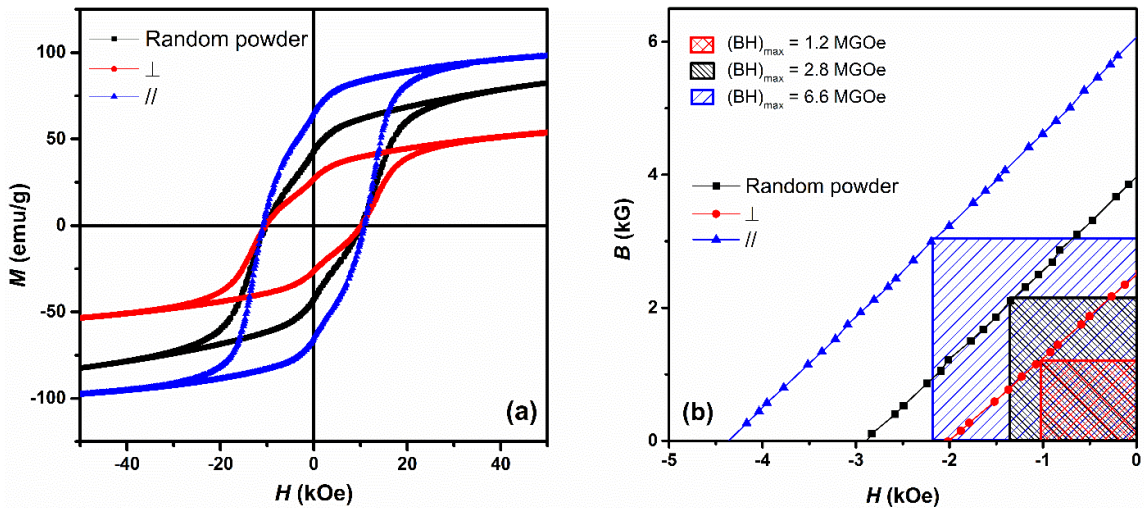 100
50
0
-50
-100
M (emu/g)
Random powder
⊥
//
(a)
-40
-20
0
20
40
H (kOe)
6
4
2
0
B (kG)
(BH)max = 1.2 MGOe
(BH)max = 2.8 MGOe
(BH)max = 6.6 MGOe
Random powder
⊥
//
(b)
-5
-4
-3
-2
-1
0
H (kOe)